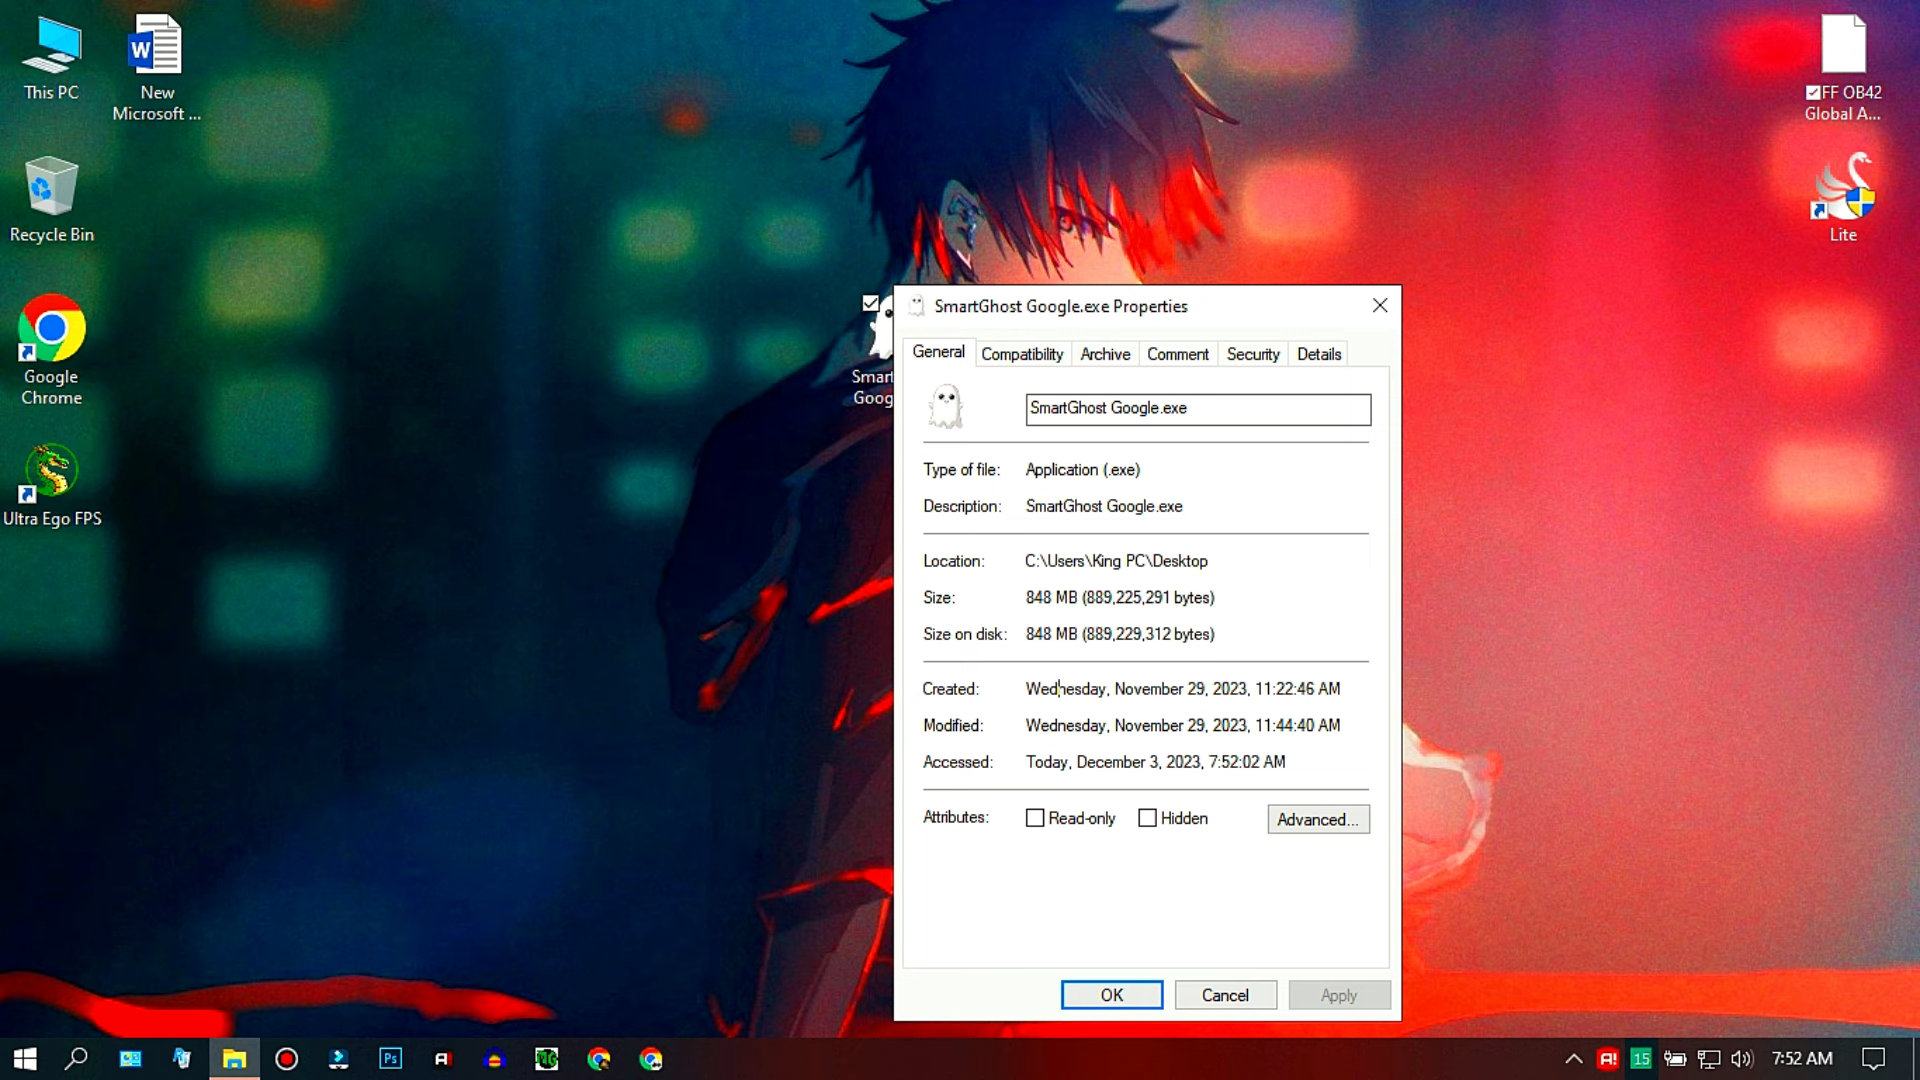 This PC
New
Microsoft ...
Recycle Bin
Google
Chrome
Ultra Ego FPS
FF OB42
Global A...
Lite
Smart
Goog
SmartGhost Google.exe Properties
General
Compatibility
Archive
Comment
Security
Details
SmartGhost Google.exe
Type of file: Application (.exe)
Description: SmartGhost Google.exe
Location: C:\Users\King PC\Desktop
Size: 848 MB (889,225,291 bytes)
Size on disk: 848 MB (889,229,312 bytes)
Created: Wednesday, November 29, 2023, 11:22:46 AM
Modified: Wednesday, November 29, 2023, 11:44:40 AM
Accessed: Today, December 3, 2023, 7:52:02 AM
Attributes: Read-only Hidden Advanced...
OK Cancel Apply
Ps
15
7:52 AM